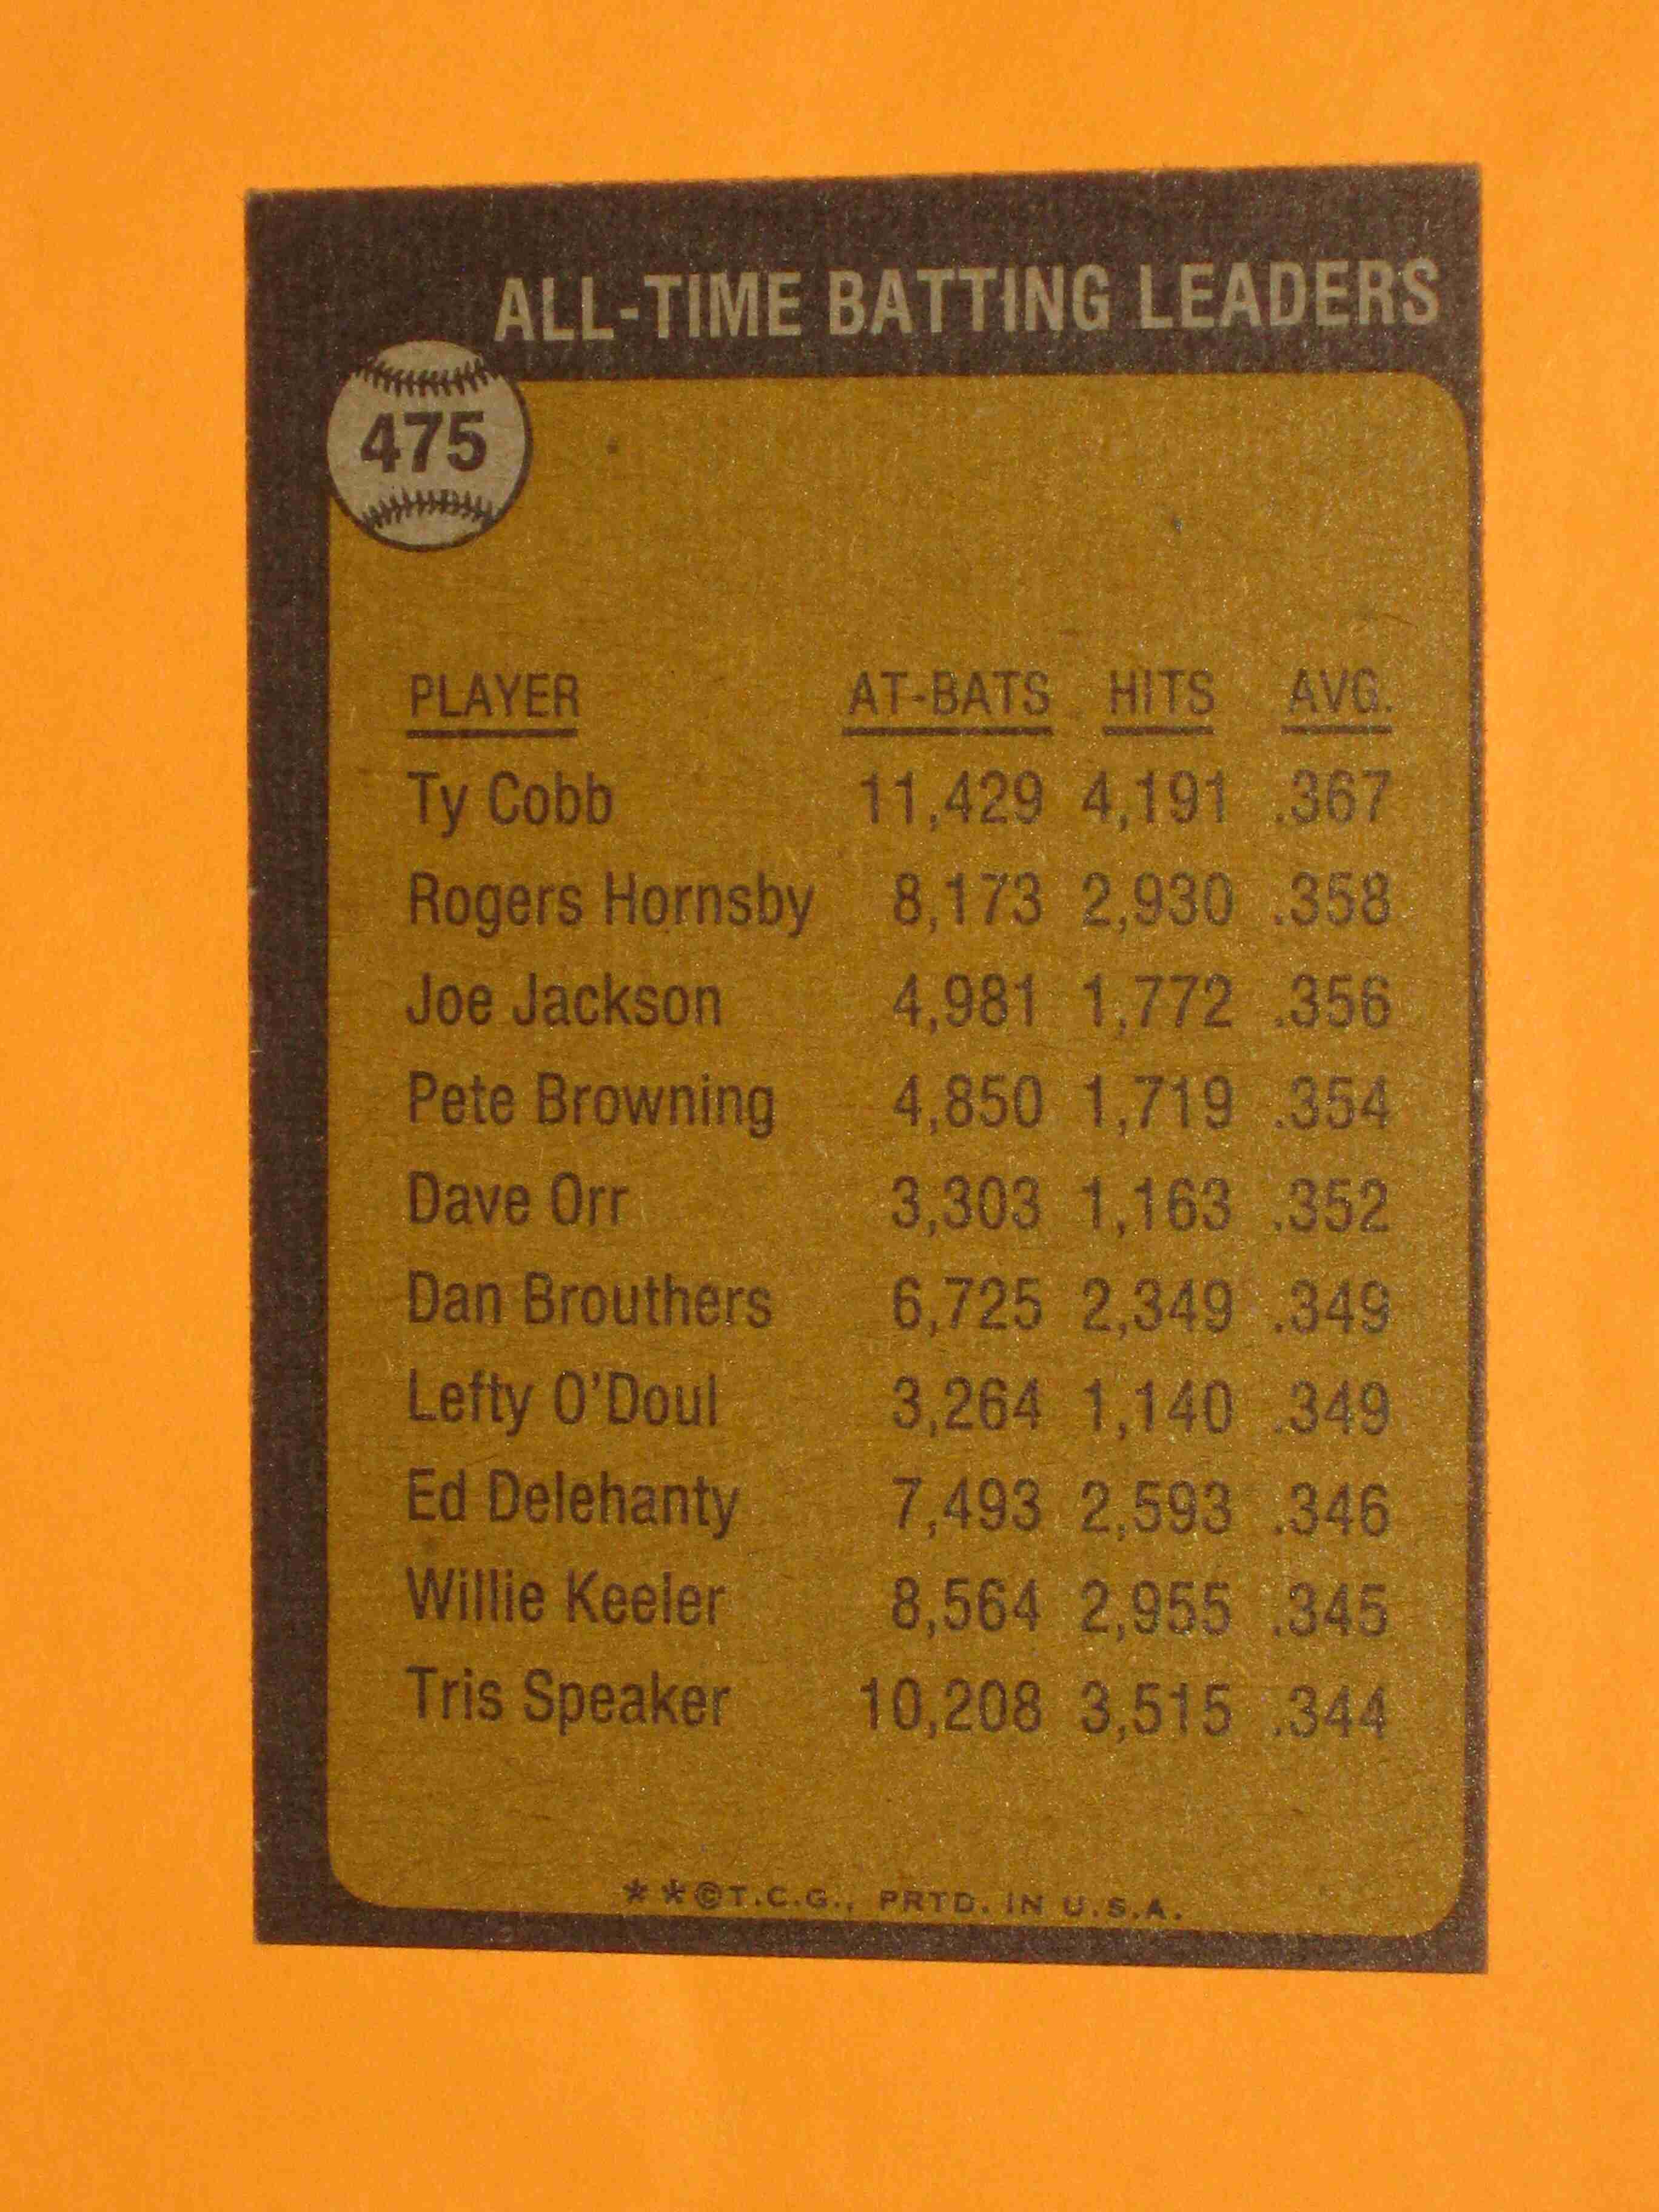 ALL-TIME BATTING LEADERS
475
PLAYER AT-BATS HITS AVG.
Ty Cobb 11,429 4,191 .367
Rogers Hornsby 8,173 2,930 .358
Joe Jackson 4,981 1,772 .356
Pete Browning 4,850 1,719 .354
Dave Orr 3,303 1,163 .352
Dan Brouthers 6,725 2,349 .349
Lefty O'Doul 3,264 1,140 .349
Ed Delehanty 7,493 2,593 .346
Willie Keeler 8,564 2,955 .345
Tris Speaker 10,208 3,515 .344
**©T.C.G., PRTD. IN U.S.A.